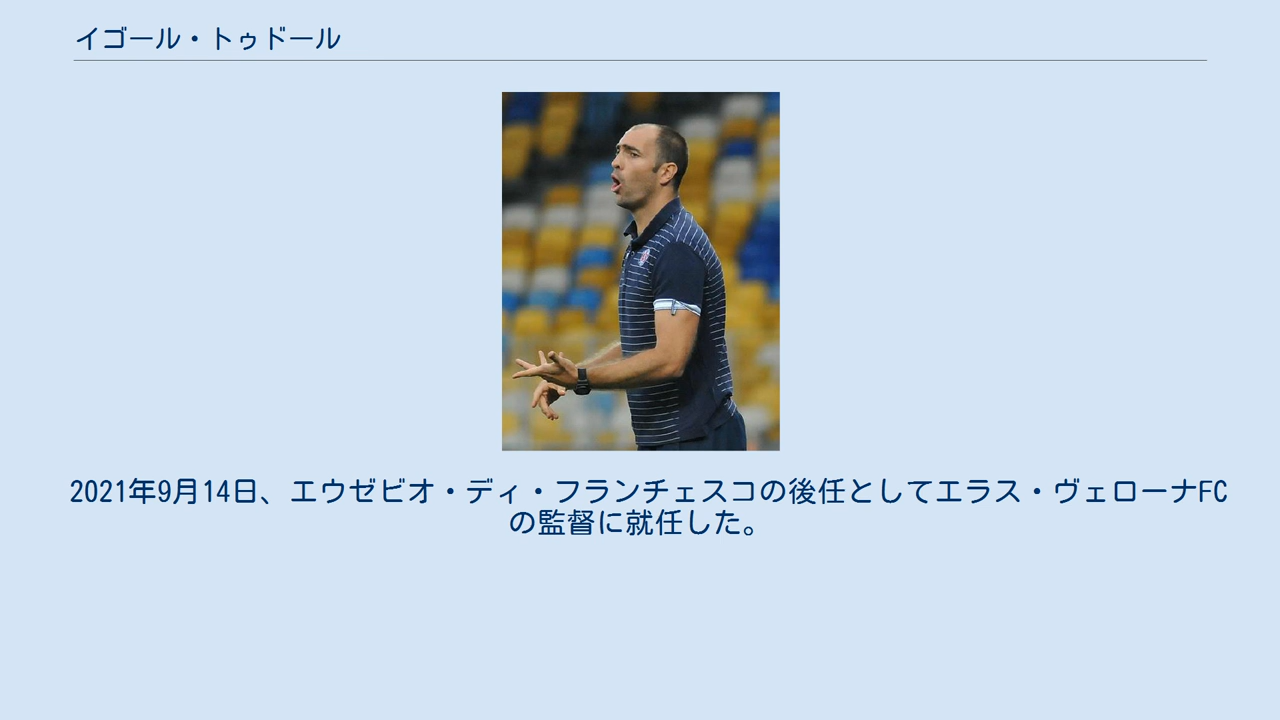 イゴール・トゥドール
2021年9月14日、エウゼビオ・ディ・フランチェスコの後任としてエラス・ヴェローナFC
の監督に就任した。